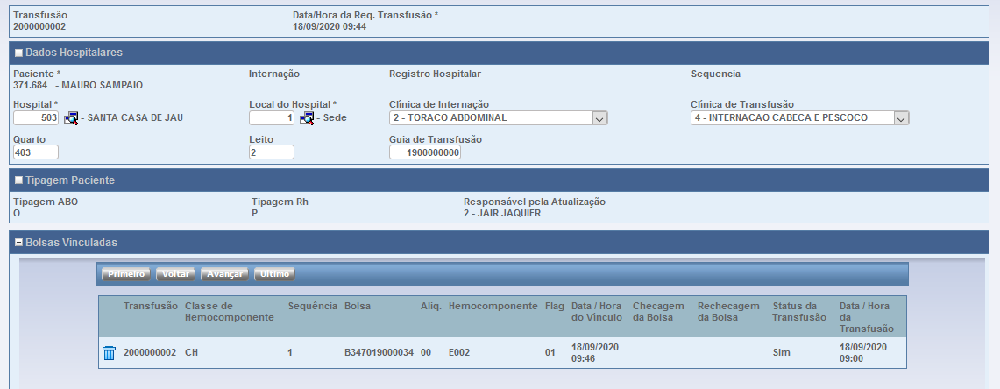 Transfusão Data/Hora da Req. Transfusão *
2000000002 18/09/2020 09:44
Dados Hospitalares
Paciente * Internação Registro Hospitalar Sequencia
371.684 - MAURO SAMPAIO
Hospital * Local do Hospital * Clínica de Internação Clínica de Transfusão
503 - SANTA CASA DE JAU 1 - Sede 2 - TORACO ABDOMINAL 4 - INTERNACAO CABECA E PESCOCO
Quarto Leito Guia de Transfusão
403 2 1900000000
Tipagem Paciente
Tipagem ABO Tipagem Rh Responsável pela Atualização
O P 2 - JAIR JAQUIER
Bolsas Vinculadas
Primeiro Voltar Avançar Último
Transfusão Classe de Hemocomponente Sequência Bolsa Aliq. Hemocomponente Flag Data / Hora do Vínculo Checagem da Bolsa Rechecagem da Bolsa Status da Transfusão Data / Hora da Transfusão
2000000002 CH 1 B347019000034 00 E002 01 18/09/2020 09:46 Sim 18/09/2020 09:00